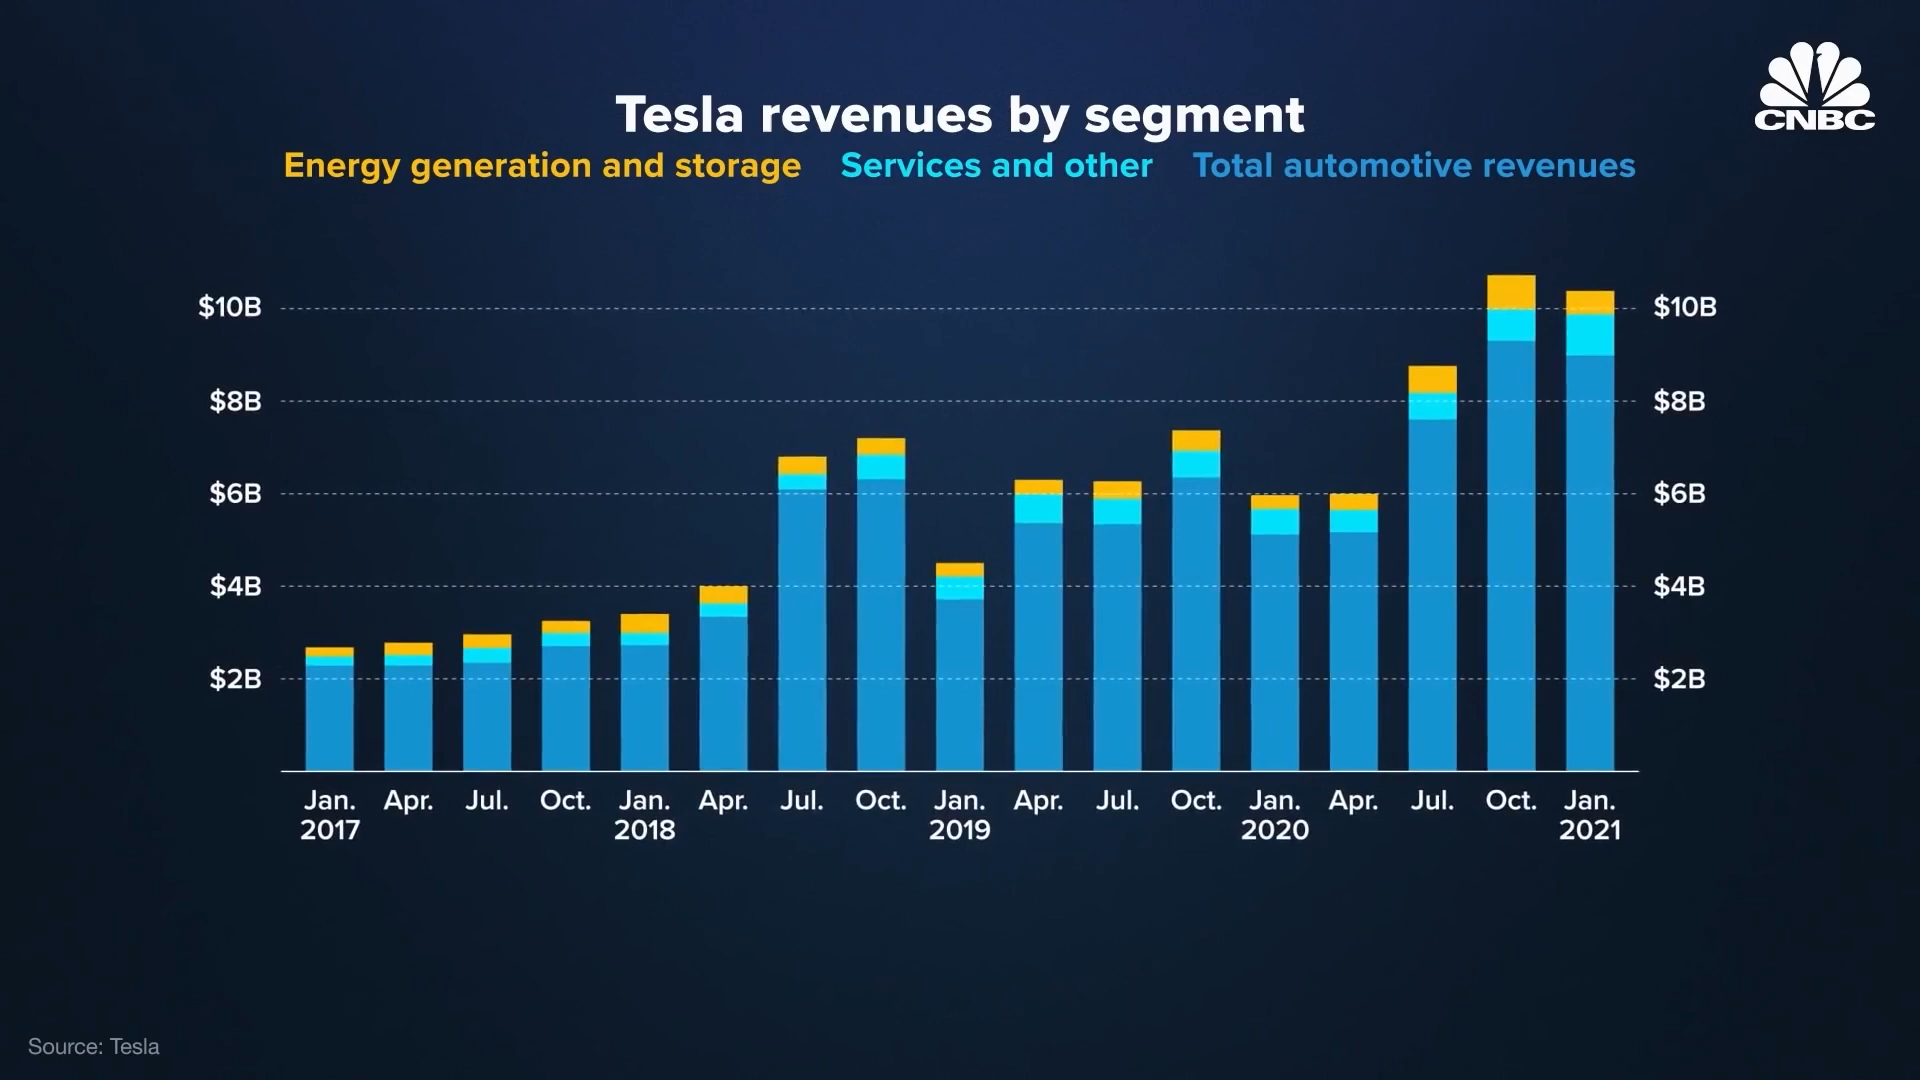 CNBC
Tesla revenues by segment
Energy generation and storage Services and other Total automotive revenues
$10B $10B
$8B $8B
$6B $6B
$4B $4B
$2B $2B
Jan. Apr. Jul. Oct. Jan. Apr. Jul. Oct. Jan. Apr. Jul. Oct. Jan. Apr. Jul. Oct. Jan.
2017 2018 2019 2020 2021
Source: Tesla